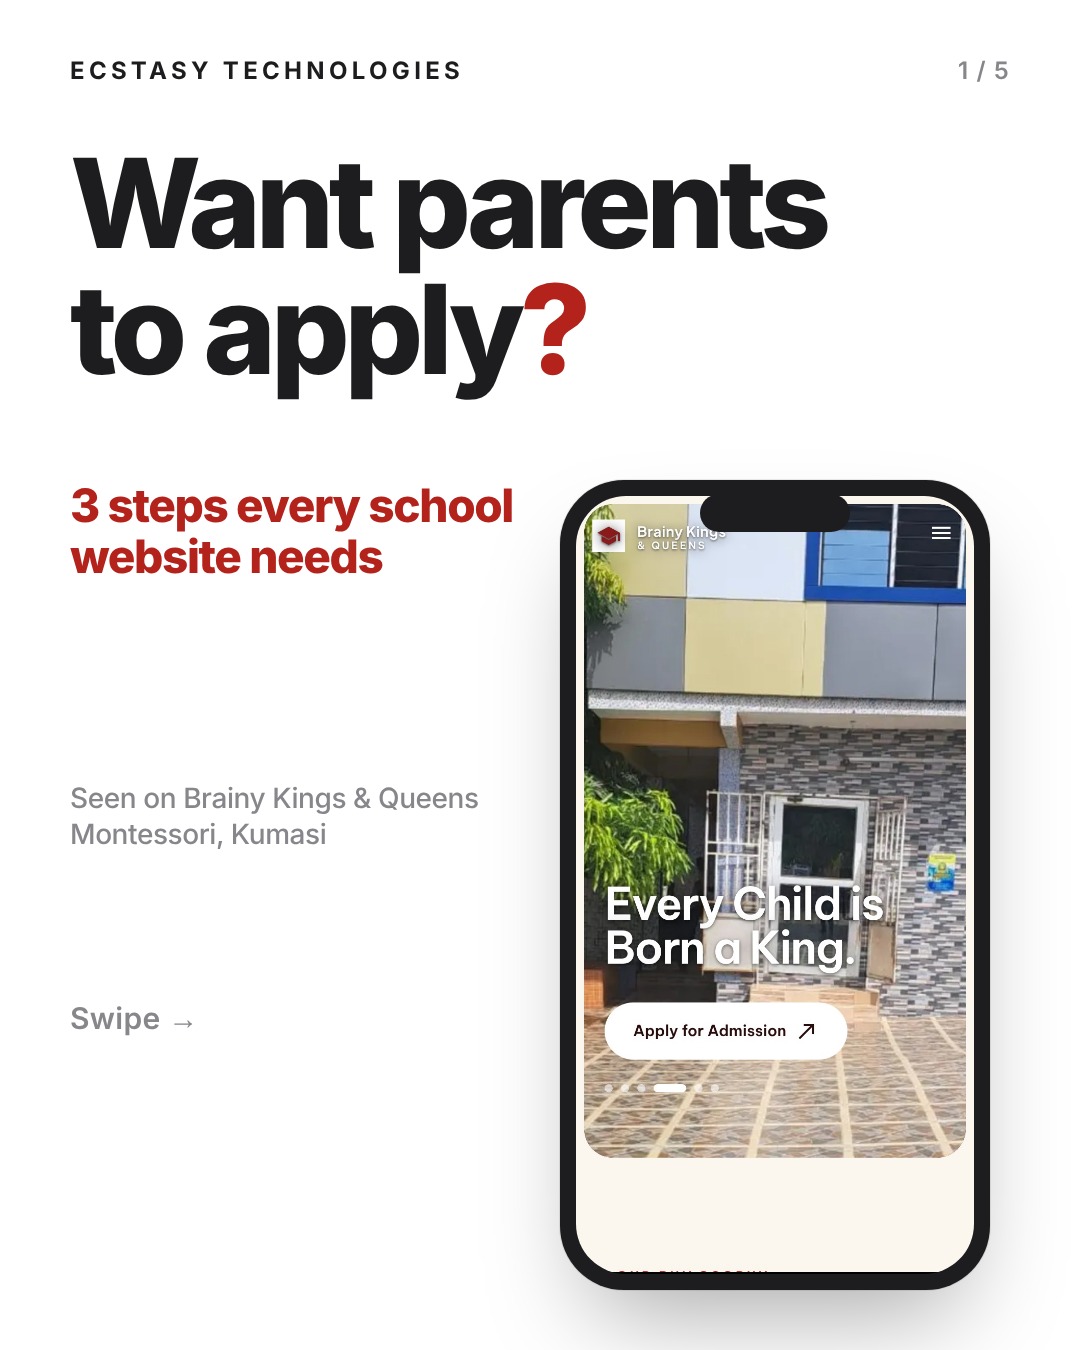 ECSTASY TECHNOLOGIES
1 / 5
Want parents
to apply?
3 steps every school
website needs
Seen on Brainy Kings & Queens
Montessori, Kumasi
Swipe →
Brainy Kings
& QUEENS
Every Child is
Born a King.
Apply for Admission